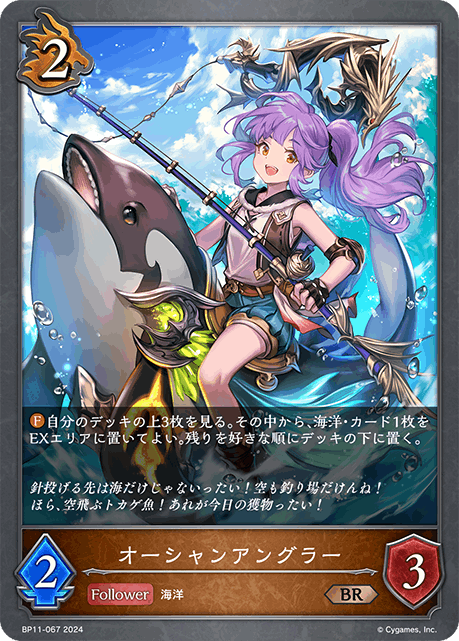 2
Ⓕ自分のデッキの上3枚を見る。その中から、海洋・カード1枚を
EXエリアに置いてよい。残りを好きな順にデッキの下に置く。
針投げる先は海だけじゃないったい！空も釣り場だけんね！
ほら、空飛ぶトカゲ魚！あれが今日の獲物ったい！
オーシャンアングラー
2
Follower 海洋
BR
3
BP11-067 2024
© Cygames, Inc.